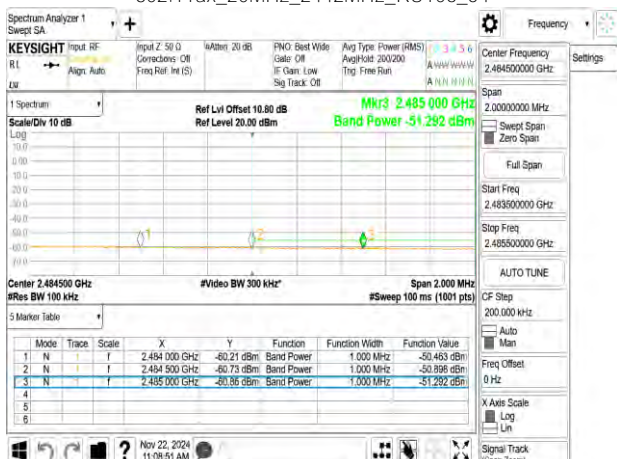 Spectrum Analyzer 1
Swept SA
Frequency
KEYSIGHT
Input: RF
Align: Auto
Input Z: 50 Ω
Corrections: Off
Freq Ref: Int (S)
#Atten: 20 dB
PNO: Best Wide
Gate: Off
IF Gain: Low
Sig Track: Off
Avg Type: Power (RMS)
Avg|Hold: 200/200
Trig: Free Run
Center Frequency
2.484500000 GHz
Settings
Span
2.00000000 MHz
Swept Span
Zero Span
Full Span
Start Freq
2.483500000 GHz
Stop Freq
2.485500000 GHz
AUTO TUNE
CF Step
200.000 kHz
Auto
Man
Freq Offset
0 Hz
X Axis Scale
Log
Lin
Signal Track
1 Spectrum
Scale/Div 10 dB
Log
Ref Lvl Offset 10.80 dB
Ref Level 20.00 dBm
Mkr3 2.485 000 GHz
Band Power -51.292 dBm
Center 2.484500 GHz
#Res BW 100 kHz
#Video BW 300 kHz*
Span 2.000 MHz
#Sweep 100 ms (1001 pts)
5 Marker Table
Mode Trace Scale X Y Function Function Width Function Value
1 N 1 f 2.484 000 GHz -60.21 dBm Band Power 1.000 MHz -50.463 dBm
2 N 1 f 2.484 500 GHz -60.73 dBm Band Power 1.000 MHz -50.898 dBm
3 N 1 f 2.485 000 GHz -60.86 dBm Band Power 1.000 MHz -51.292 dBm
4
5
6
Nov 22, 2024
11:08:51 AM